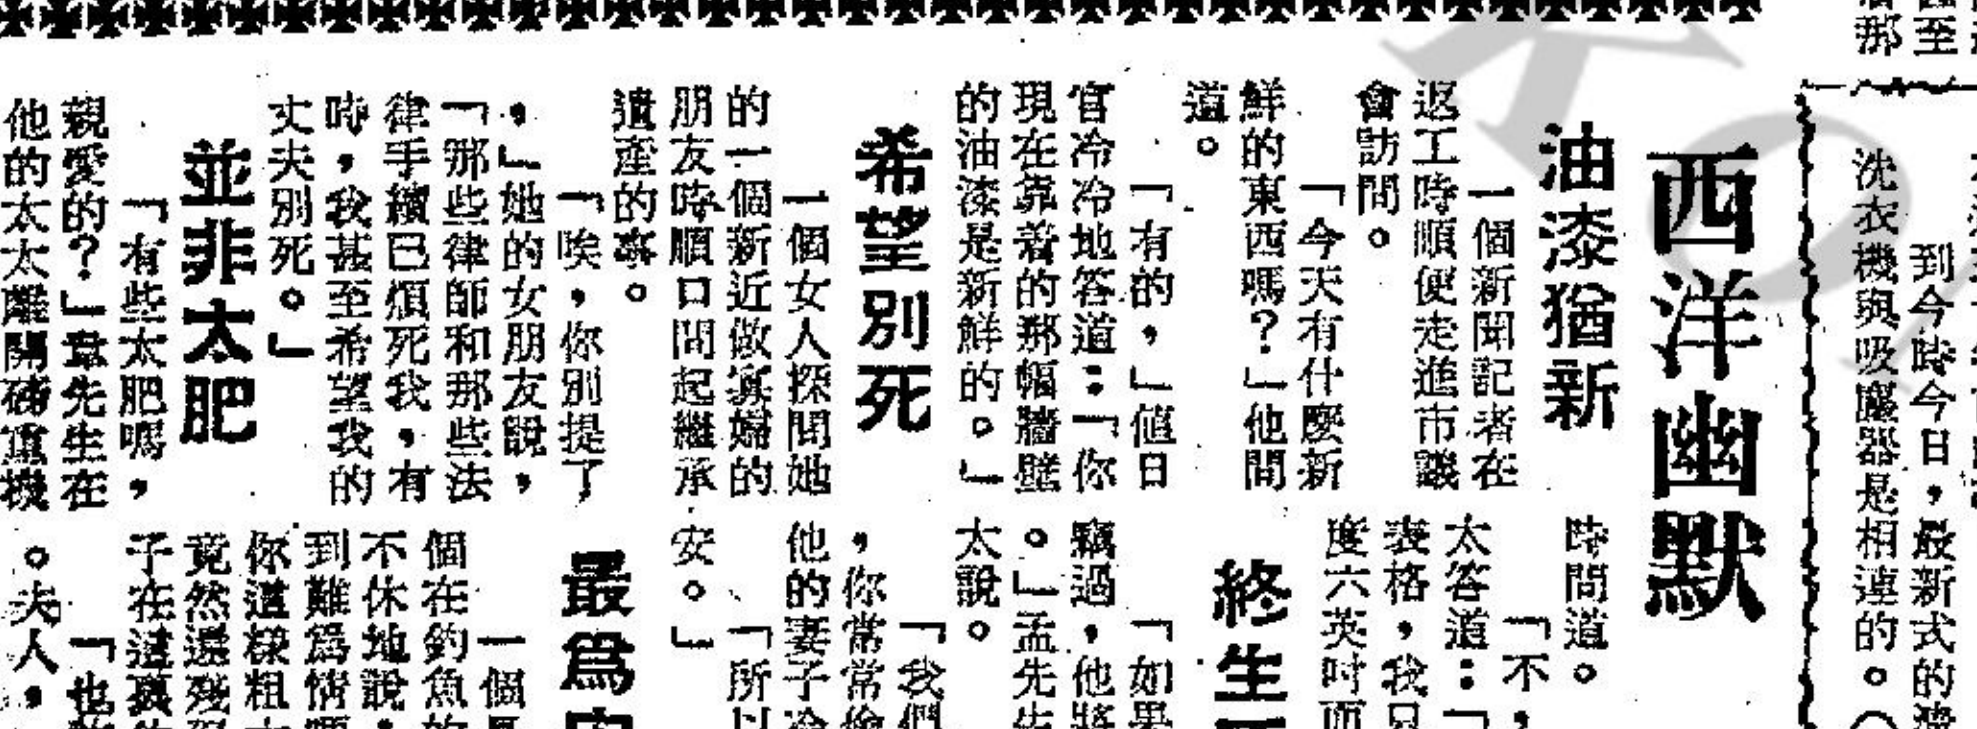 西洋幽默
油漆猶新
一個新聞記者在
返工時順便走進市議
會訪問。
「今天有什麼新
鮮的東西嗎？」他問
道。
「有的，」值日
官冷冷地答道：「你
現在靠着的那幅牆壁
的油漆是新鮮的。」
希望別死
一個女人探問她
的一個新近做寡婦的
朋友時順口問起繼承
遺產的事。
「唉，你別提了
，」她的女朋友說，
「那些律師和那些法
律手續已煩死我，有
時，我甚至希望我的
丈夫別死。」
並非太肥
「有些太肥嗎，
親愛的？」韋先生在
他的太太離開磅重機
時問道。
「不，
太答道：「
表格，我只
度六英吋而
終生
「如果
竊過，他將
。」孟先生
太說。
「我們
，你常常
他的妻子冷
「所以
安。」
最爲
一個
個在釣魚的
不休地說，
到難爲情
你這樣粗
竟然還殘
子在這
「也
。夫人，
到今時今日，最新式的
洗衣機與吸塵器是相連的。（
至
那